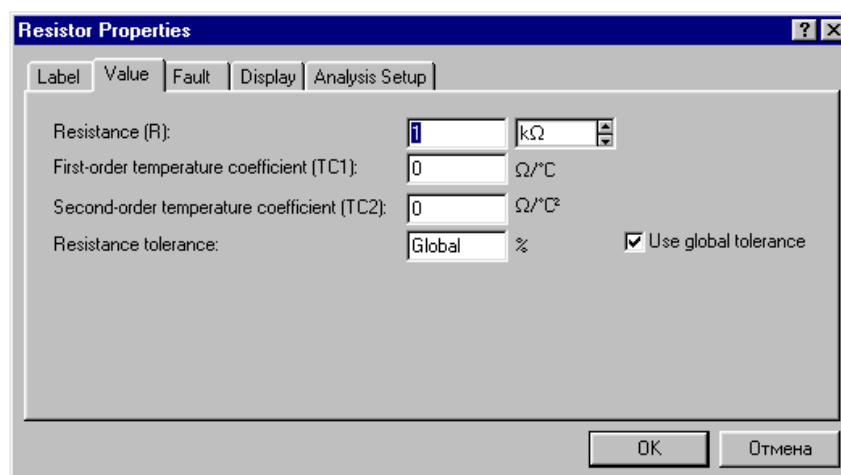 Resistor Properties
Label Value Fault Display Analysis Setup
Resistance (R): 1 kΩ
First-order temperature coefficient (TC1): 0 Ω/°C
Second-order temperature coefficient (TC2): 0 Ω/°C²
Resistance tolerance: Global % Use global tolerance
OK Отмена